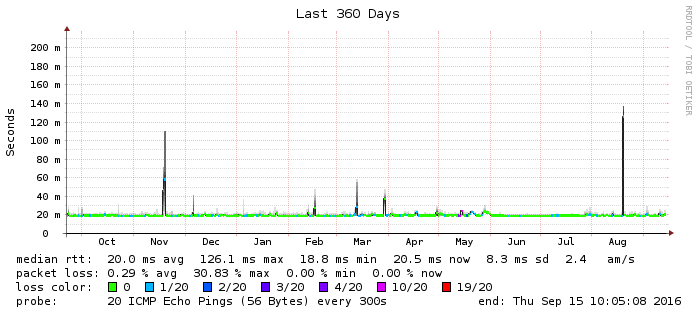 Last 360 Days
RRDTOOL / TOBI OETIKER
Seconds
200 m
180 m
160 m
140 m
120 m
100 m
80 m
60 m
40 m
20 m
0
Oct Nov Dec Jan Feb Mar Apr May Jun Jul Aug
median rtt: 20.0 ms avg 126.1 ms max 18.8 ms min 20.5 ms now 8.3 ms sd 2.4 am/s
packet loss: 0.29 % avg 30.83 % max 0.00 % min 0.00 % now
loss color: 0 1/20 2/20 3/20 4/20 10/20 19/20
probe: 20 ICMP Echo Pings (56 Bytes) every 300s end: Thu Sep 15 10:05:08 2016